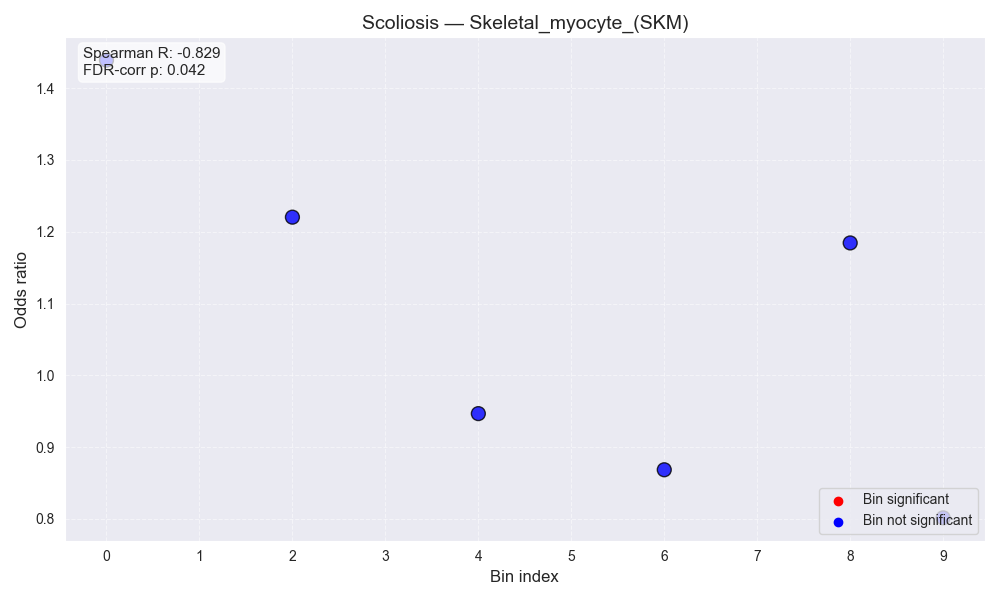 Scoliosis — Skeletal_myocyte_(SKM)
Spearman R: -0.829
FDR-corr p: 0.042
Odds ratio
1.4
1.3
1.2
1.1
1.0
0.9
0.8
Bin significant
Bin not significant
0 1 2 3 4 5 6 7 8 9
Bin index